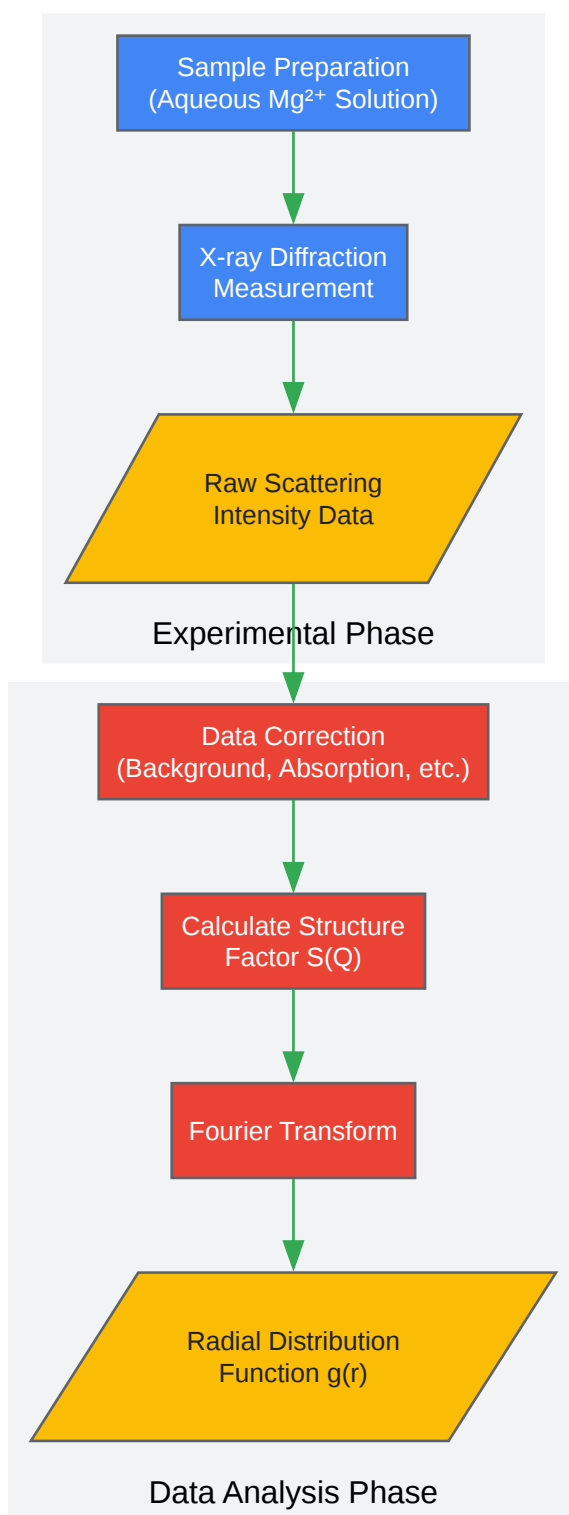 Sample Preparation
(Aqueous Mg²⁺ Solution)
X-ray Diffraction
Measurement
Raw Scattering
Intensity Data
Experimental Phase
Data Correction
(Background, Absorption, etc.)
Calculate Structure
Factor S(Q)
Fourier Transform
Radial Distribution
Function g(r)
Data Analysis Phase